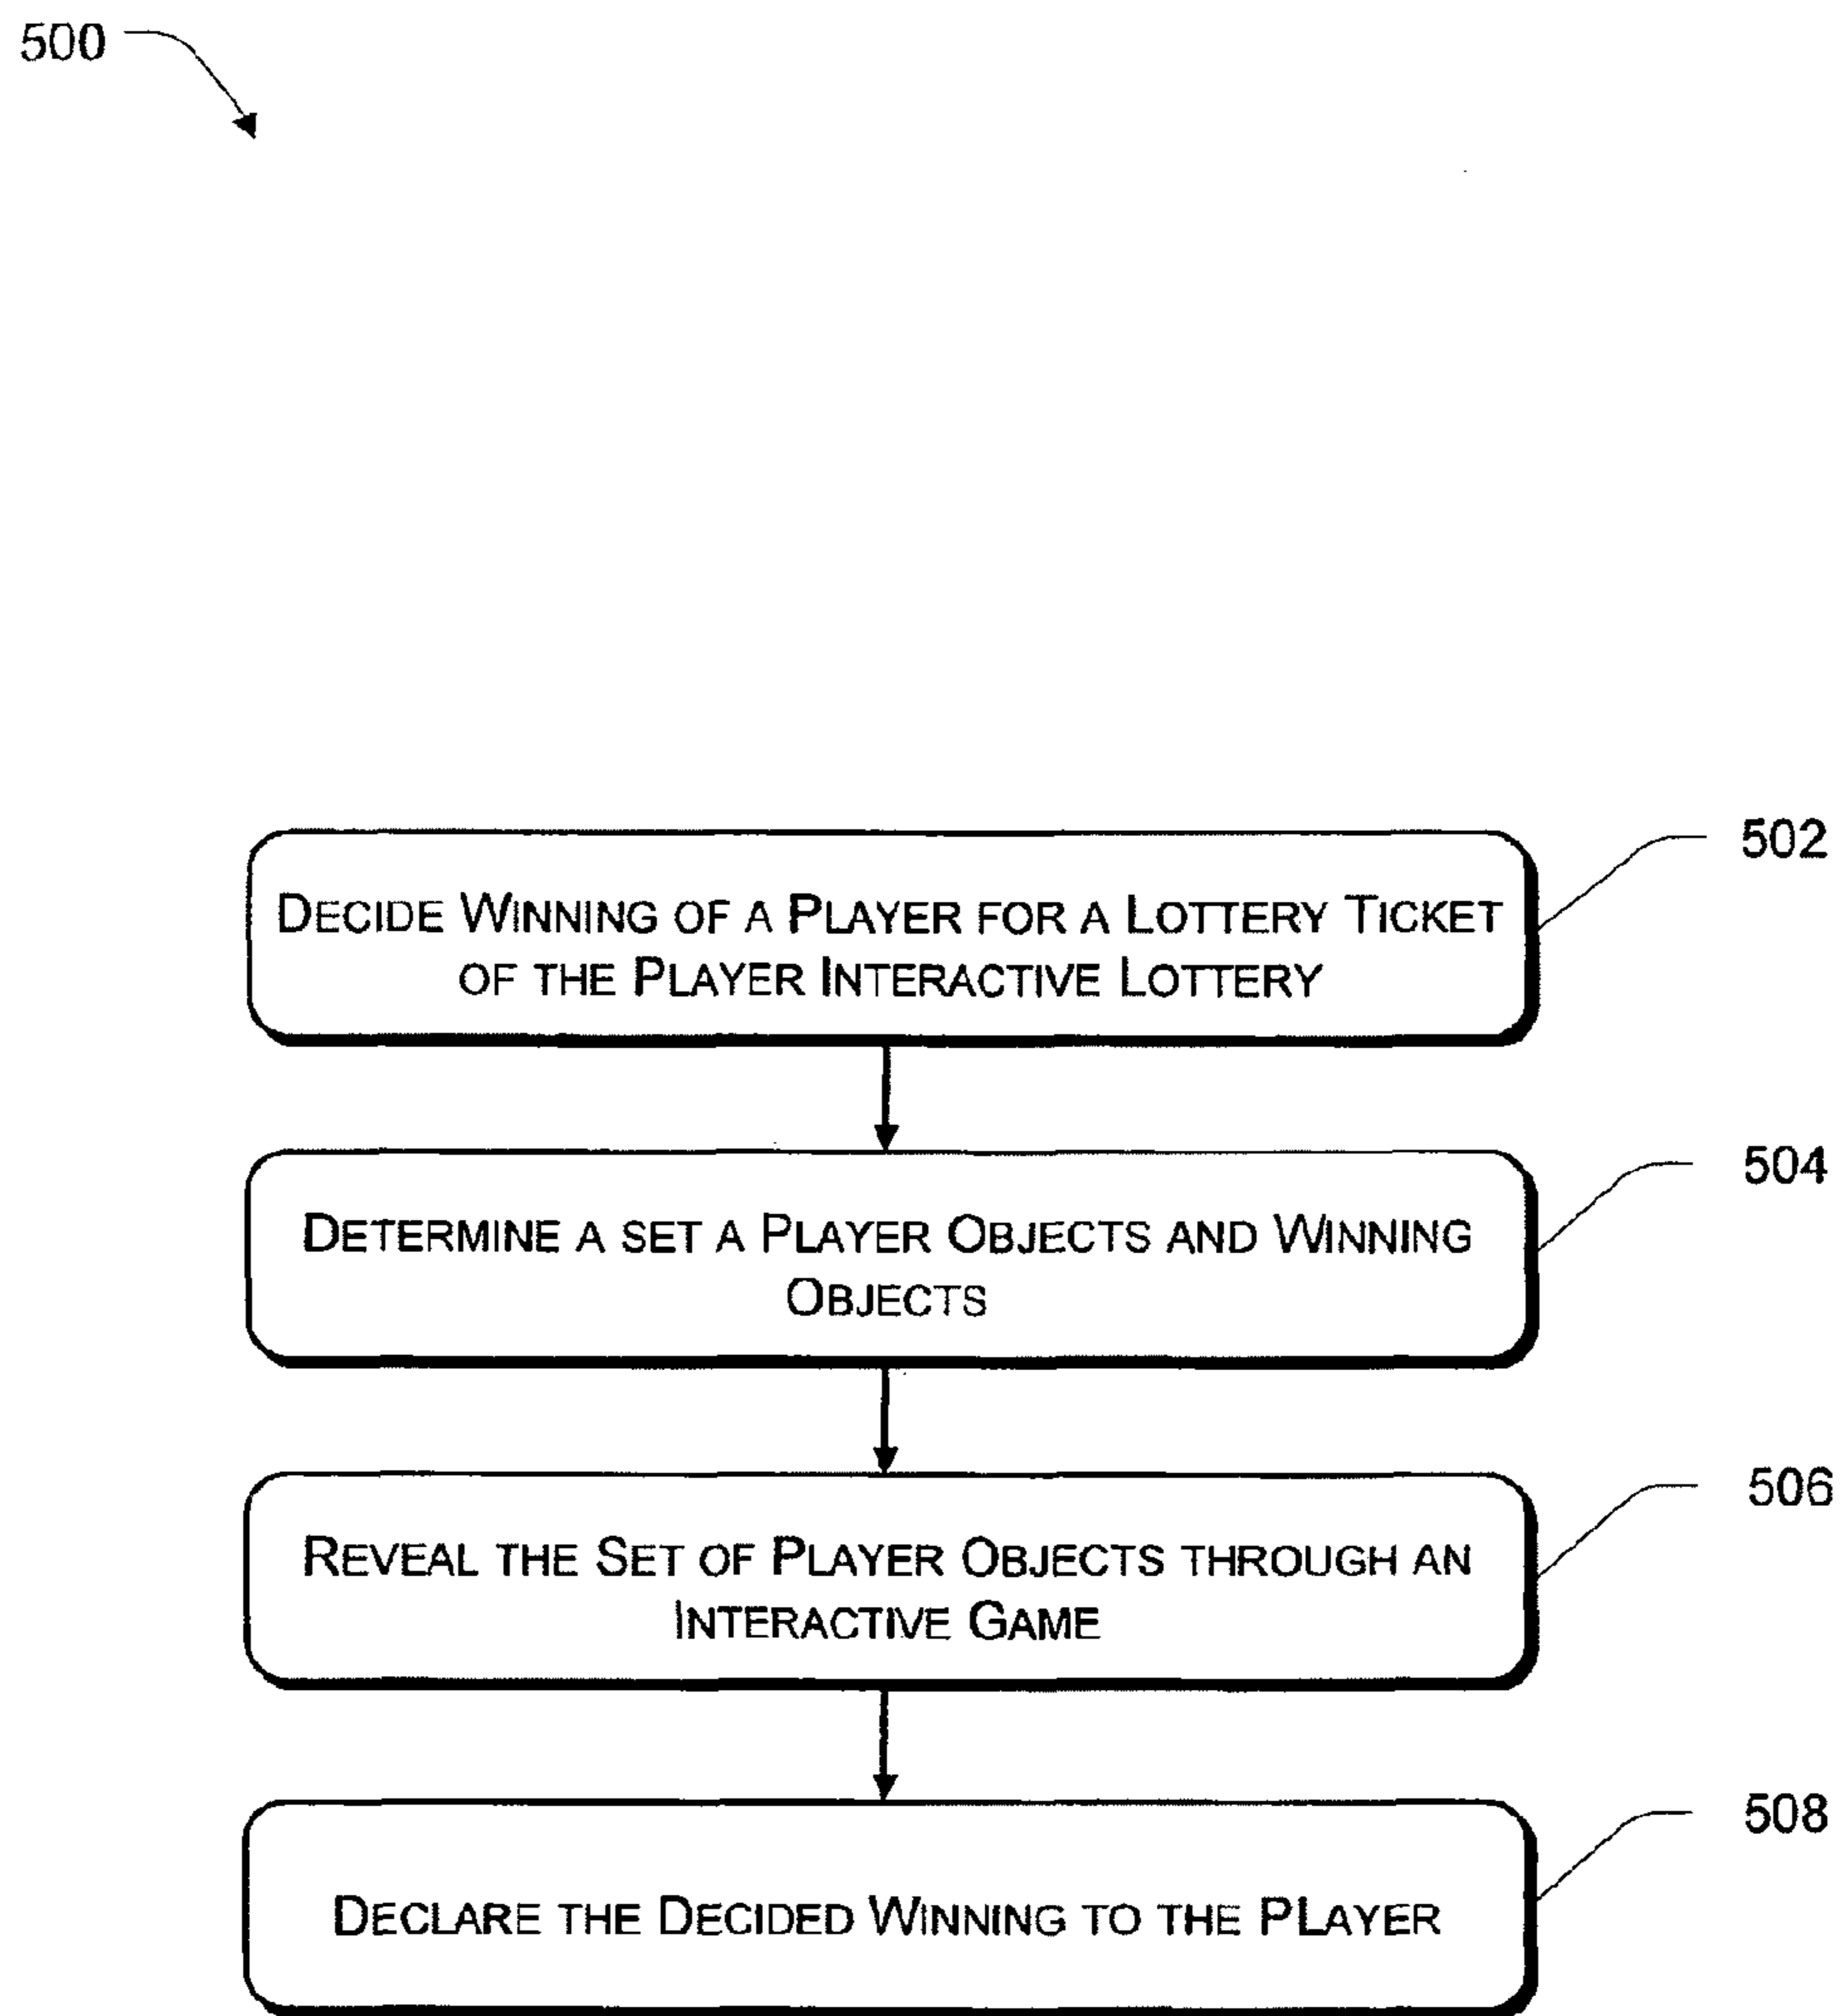 500
502
DECIDE WINNING OF A PLAYER FOR A LOTTERY TICKET
OF THE PLAYER INTERACTIVE LOTTERY
504
DETERMINE A SET A PLAYER OBJECTS AND WINNING
OBJECTS
506
REVEAL THE SET OF PLAYER OBJECTS THROUGH AN
INTERACTIVE GAME
508
DECLARE THE DECIDED WINNING TO THE PLAYER